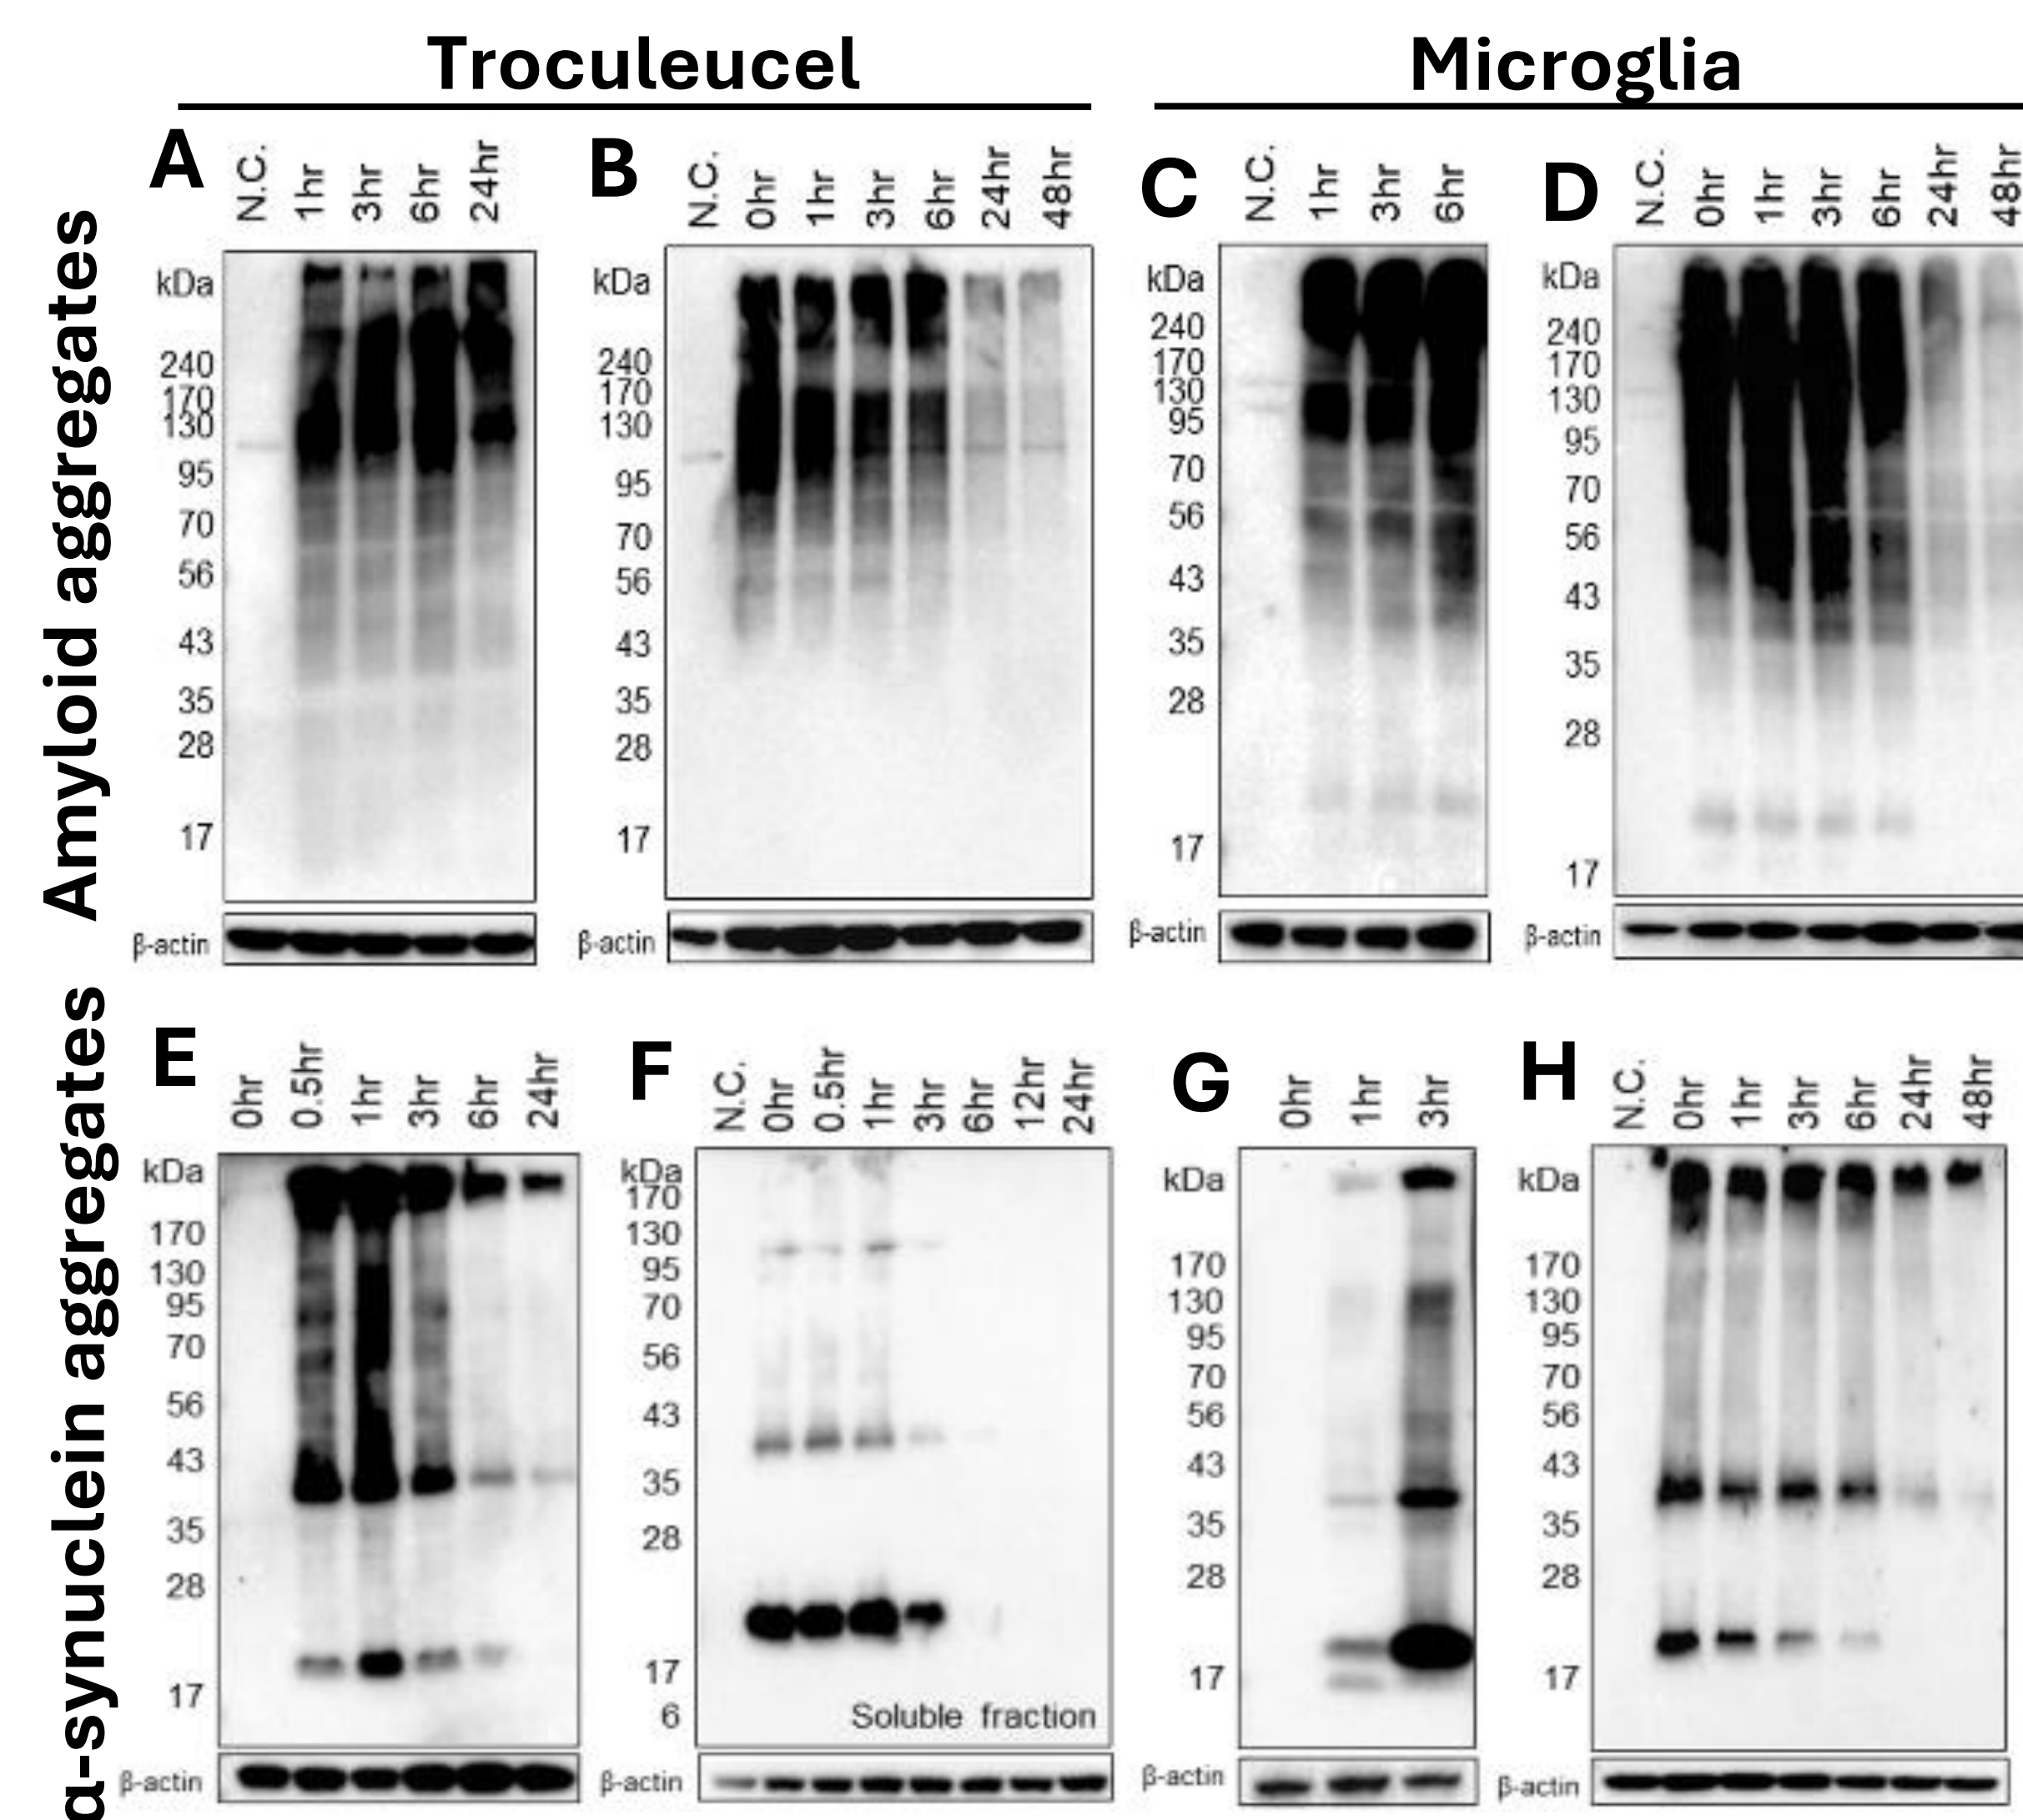 Troculeucel Microglia
Amyloid aggregates
A N.C. 1hr 3hr 6hr 24hr
kDa
240
170
130
95
70
56
43
35
28
17
β-actin
B N.C. 0hr 1hr 3hr 6hr 24hr 48hr
kDa
240
170
130
95
70
56
43
35
28
17
β-actin
C N.C. 1hr 3hr 6hr
kDa
240
170
130
95
70
56
43
35
28
17
β-actin
D N.C. 0hr 1hr 3hr 6hr 24hr 48hr
kDa
240
170
130
95
70
56
43
35
28
17
β-actin
α-synuclein aggregates
E 0hr 0.5hr 1hr 3hr 6hr 24hr
kDa
170
130
95
70
56
43
35
28
17
β-actin
F N.C. 0hr 0.5hr 1hr 3hr 6hr 12hr 24hr
kDa
170
130
95
70
56
43
35
28
17
6
Soluble fraction
β-actin
G 0hr 1hr 3hr
kDa
170
130
95
70
56
43
35
28
17
β-actin
H N.C. 0hr 1hr 3hr 6hr 24hr 48hr
kDa
170
130
95
70
56
43
35
28
17
β-actin